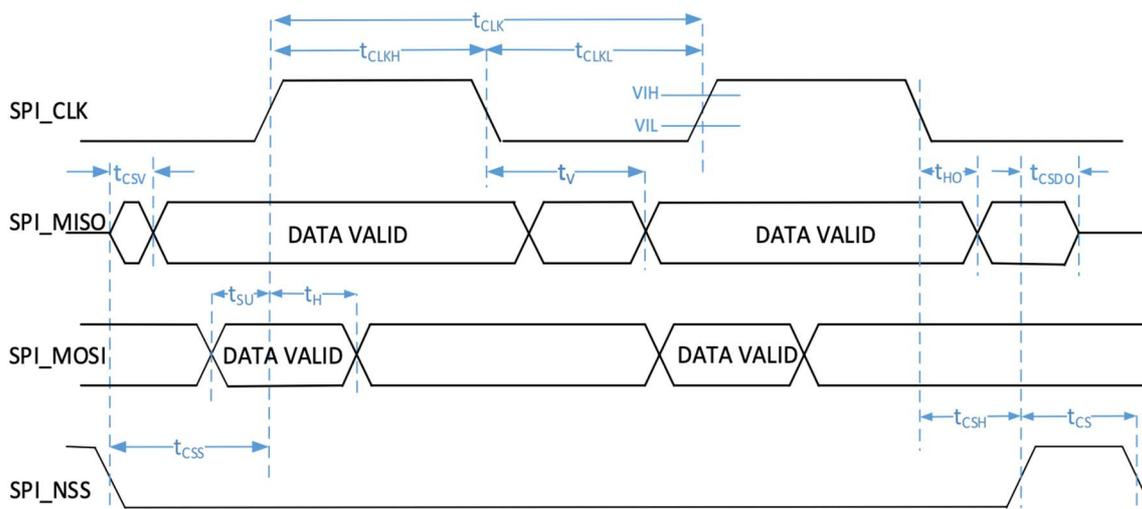 tCLK
tCLKH tCLKL
SPI_CLK
VIH
VIL
tCSV tV tHO tCSDO
SPI_MISO DATA VALID DATA VALID
tSU tH
SPI_MOSI DATA VALID DATA VALID
tCSS tCSH tCS
SPI_NSS